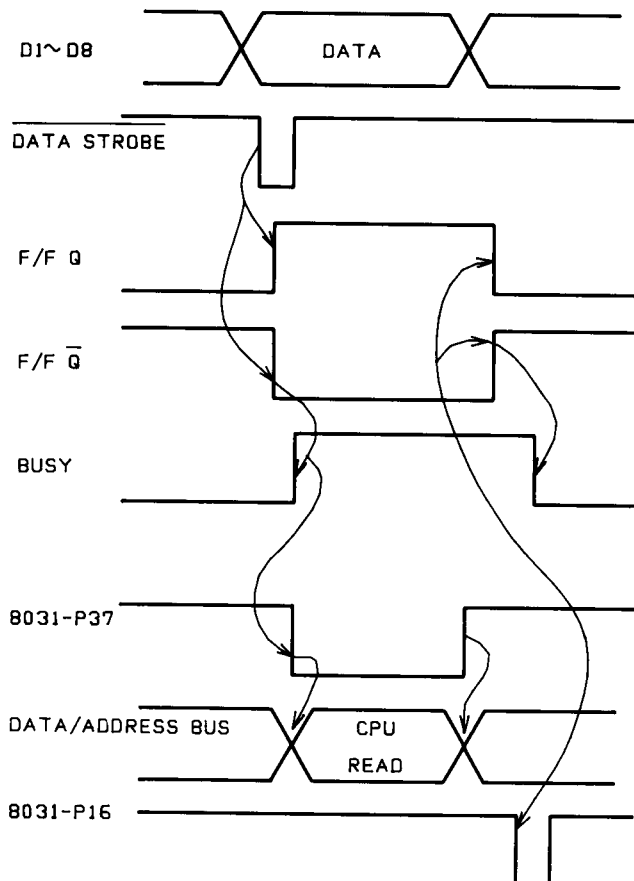 D1~D8
DATA
DATA STROBE
F/F Q
F/F Q̅
BUSY
8031-P37
DATA/ADDRESS BUS
CPU
READ
8031-P16